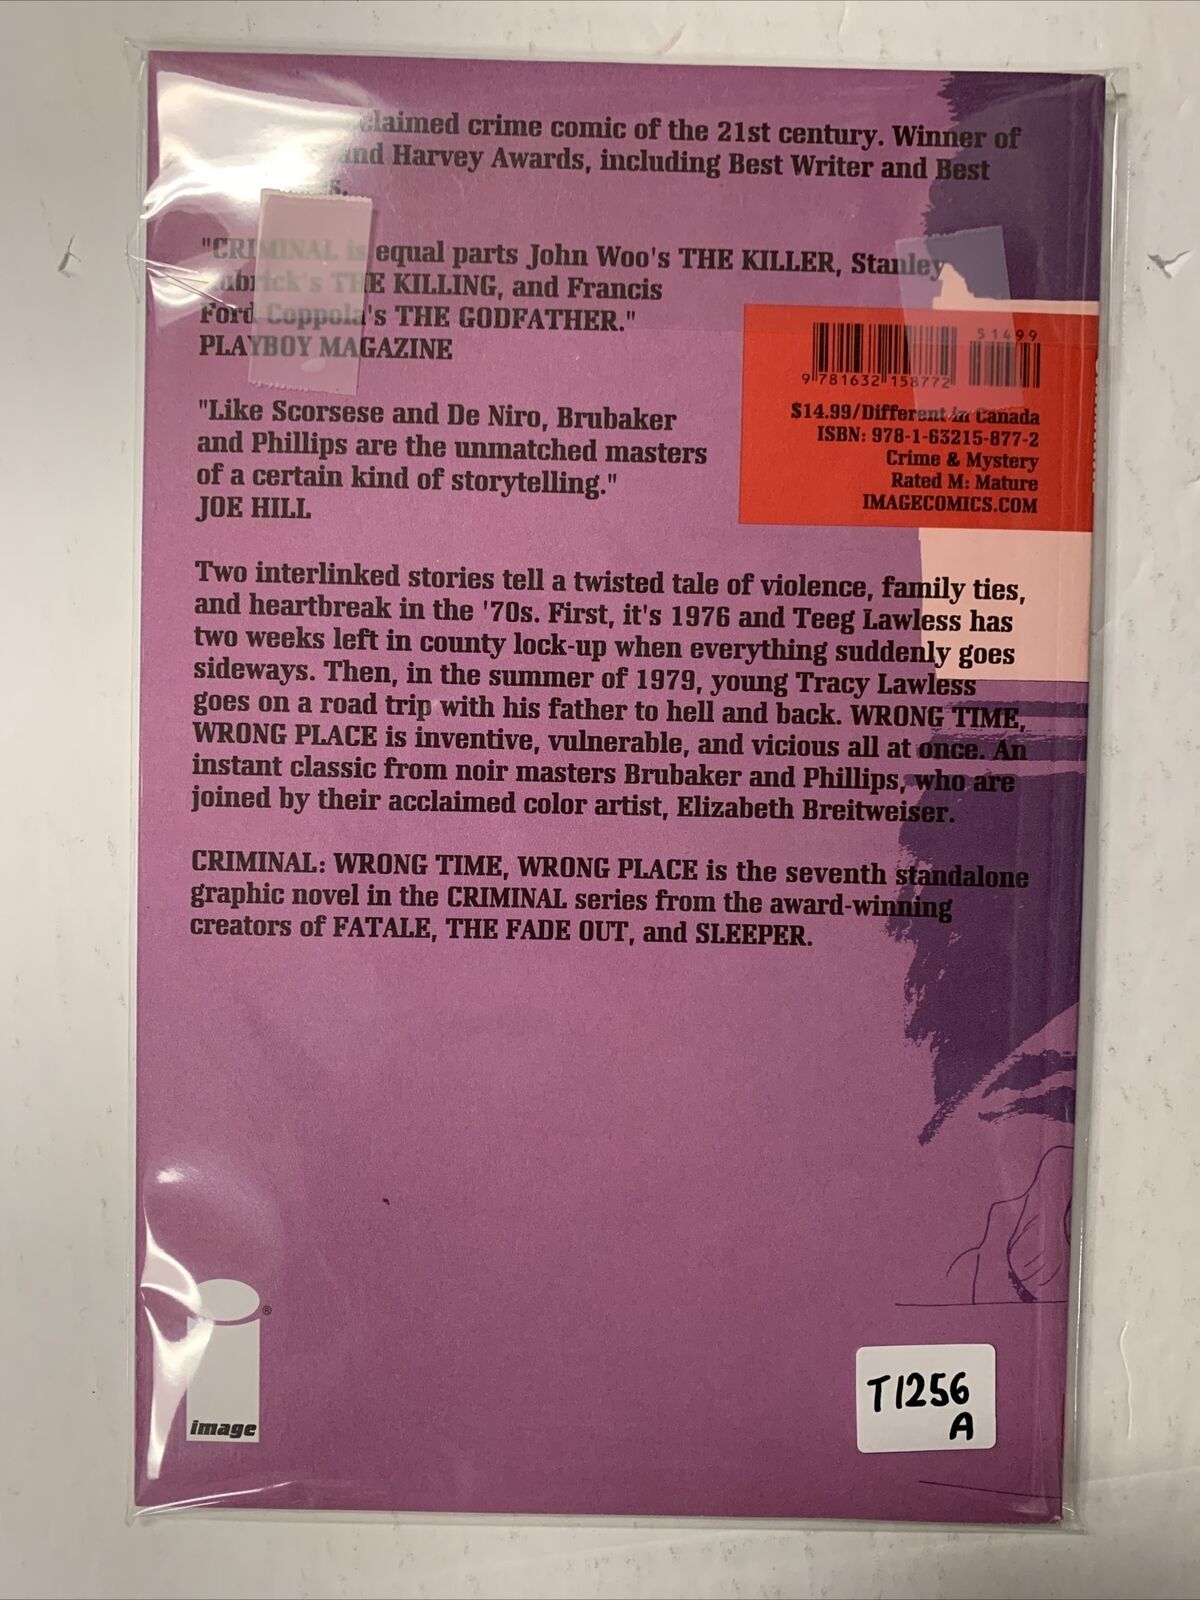 claimed crime comic of the 21st century. Winner of
and Harvey Awards, including Best Writer and Best
"CRIMINAL is equal parts John Woo's THE KILLER, Stanley
Kubrick's THE KILLING, and Francis
Ford Coppola's THE GODFATHER."
PLAYBOY MAGAZINE
51499
9 781632 158772
$14.99/Different in Canada
ISBN: 978-1-63215-877-2
Crime & Mystery
Rated M: Mature
IMAGECOMICS.COM
"Like Scorsese and De Niro, Brubaker
and Phillips are the unmatched masters
of a certain kind of storytelling."
JOE HILL
Two interlinked stories tell a twisted tale of violence, family ties,
and heartbreak in the '70s. First, it's 1976 and Teeg Lawless has
two weeks left in county lock-up when everything suddenly goes
sideways. Then, in the summer of 1979, young Tracy Lawless
goes on a road trip with his father to hell and back. WRONG TIME,
WRONG PLACE is inventive, vulnerable, and vicious all at once. An
instant classic from noir masters Brubaker and Phillips, who are
joined by their acclaimed color artist, Elizabeth Breitweiser.
CRIMINAL: WRONG TIME, WRONG PLACE is the seventh standalone
graphic novel in the CRIMINAL series from the award-winning
creators of FATALE, THE FADE OUT, and SLEEPER.
®
image
T1256
A